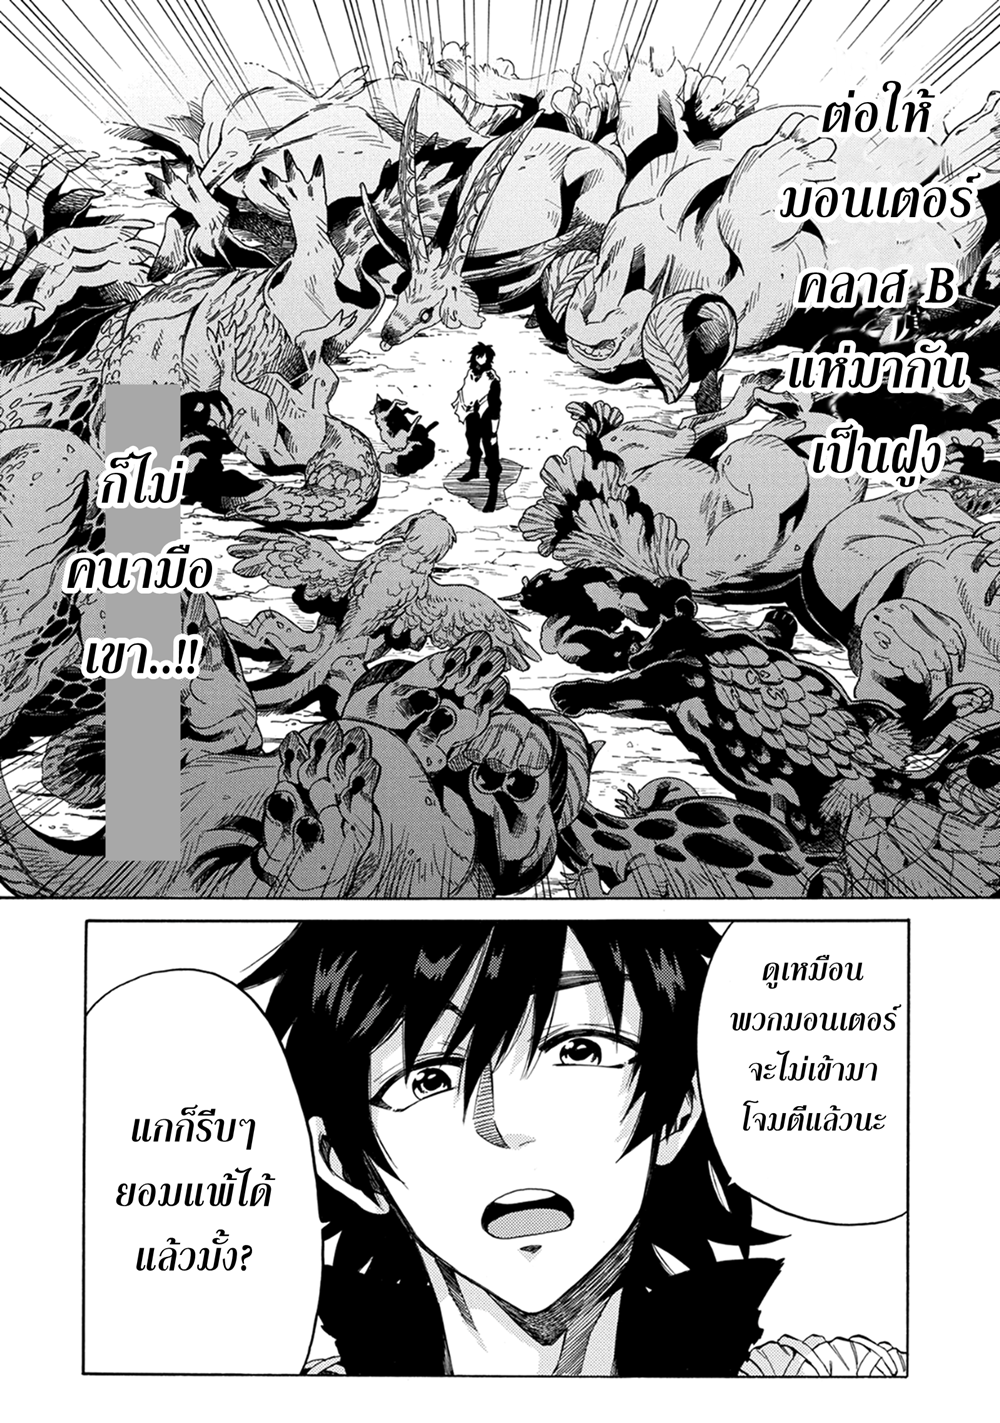 ต่อให้
มอนเตอร์
คลาส B
แห่มากัน
เป็นฝูง
ก็ไม่
คนามือ
เขา..!!
ดูเหมือน
พวกมอนเตอร์
จะไม่เข้ามา
โจมตีแล้วนะ
แกก็รีบๆ
ยอมแพ้ได้
แล้วมั้ง?